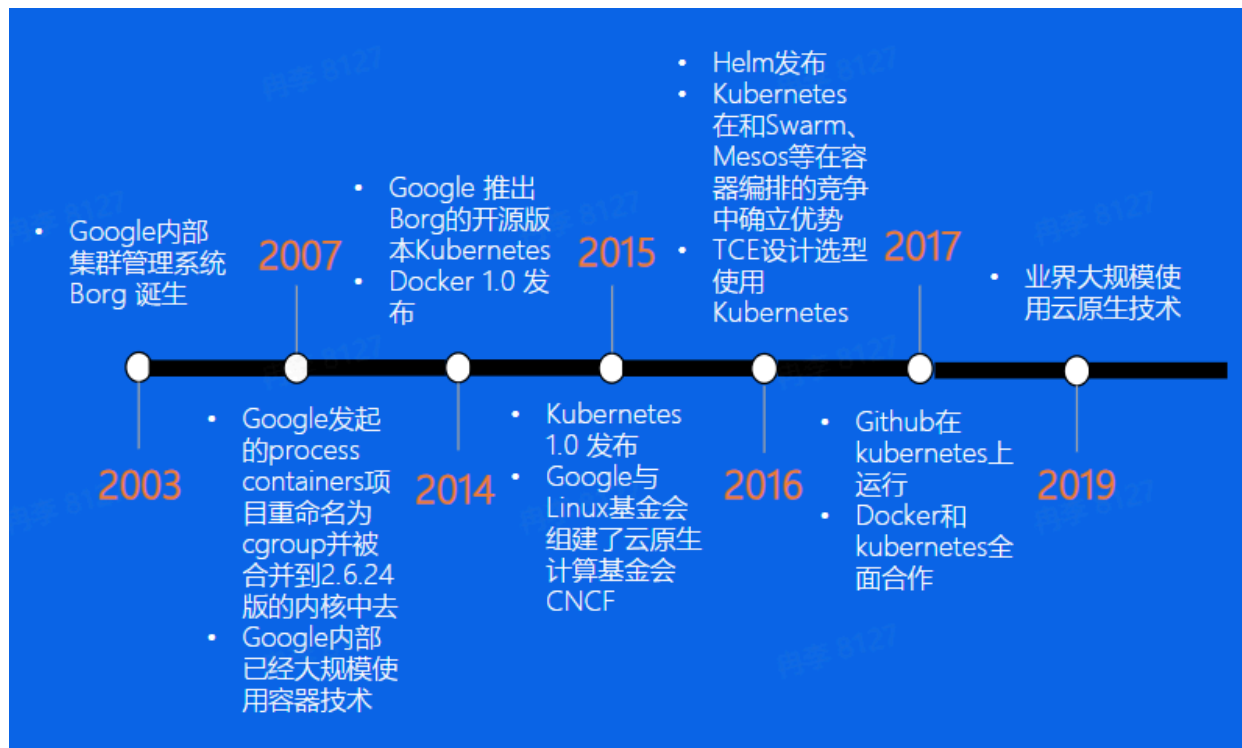 2003
• Google内部
集群管理系统
Borg 诞生
2007
• Google发起
的process
containers项
目重命名为
cgroup并被
合并到2.6.24
版的内核中去
• Google内部
已经大规模使
用容器技术
2014
• Google 推出
Borg的开源版
本Kubernetes
• Docker 1.0 发
布
2015
• Kubernetes
1.0 发布
• Google与
Linux基金会
组建了云原生
计算基金会
CNCF
2016
• Helm发布
• Kubernetes
在和Swarm、
Mesos等在容
器编排的竞争
中确立优势
• TCE设计选型
使用
Kubernetes
2017
• Github在
kubernetes上
运行
• Docker和
kubernetes全
面合作
2019
• 业界大规模使
用云原生技术
冉李 8127